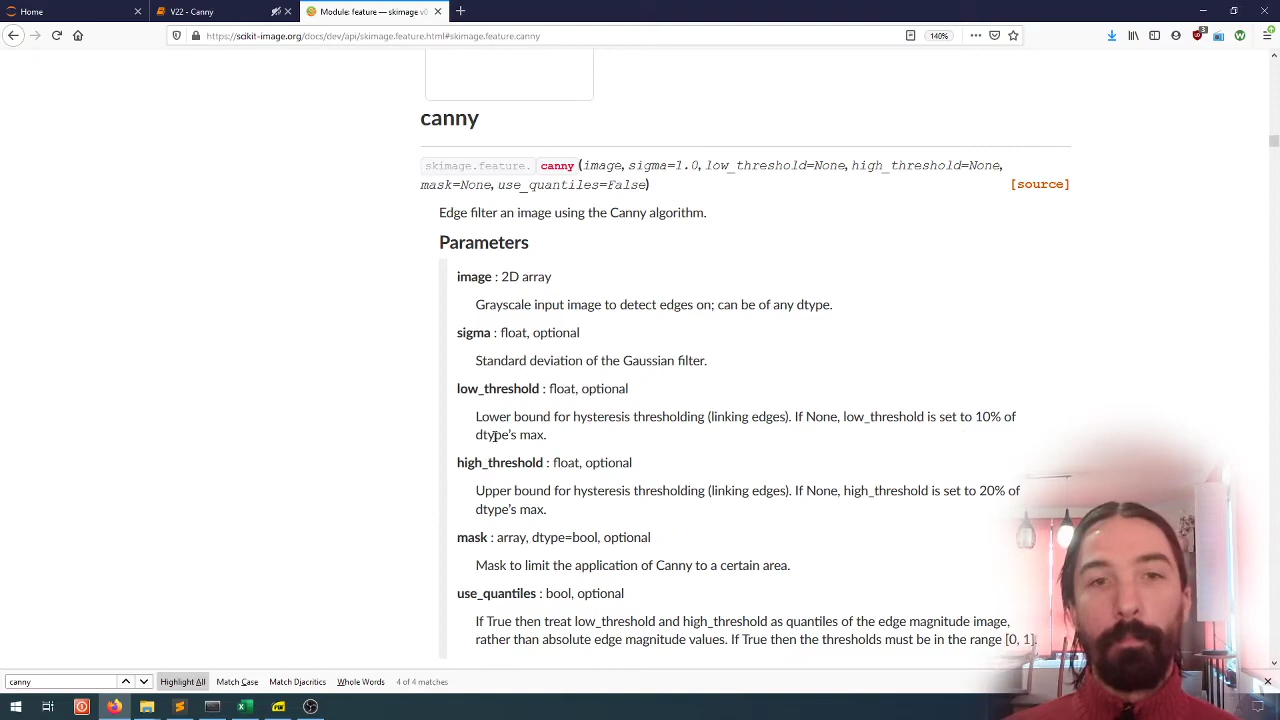 Home
V22 - Canny
Module: feature — skimage v0
https://scikit-image.org/docs/dev/api/skimage.feature.html#skimage.feature.canny
140%
canny
skimage.feature. canny (image, sigma=1.0, low_threshold=None, high_threshold=None,
mask=None, use_quantiles=False)
[source]
Edge filter an image using the Canny algorithm.
Parameters
image : 2D array
Grayscale input image to detect edges on; can be of any dtype.
sigma : float, optional
Standard deviation of the Gaussian filter.
low_threshold : float, optional
Lower bound for hysteresis thresholding (linking edges). If None, low_threshold is set to 10% of
dtype's max.
high_threshold : float, optional
Upper bound for hysteresis thresholding (linking edges). If None, high_threshold is set to 20% of
dtype's max.
mask : array, dtype=bool, optional
Mask to limit the application of Canny to a certain area.
use_quantiles : bool, optional
If True then treat low_threshold and high_threshold as quantiles of the edge magnitude image,
rather than absolute edge magnitude values. If True then the thresholds must be in the range [0, 1].
canny
Highlight All
Match Case
Match Diacritics
Whole Words
4 of 4 matches